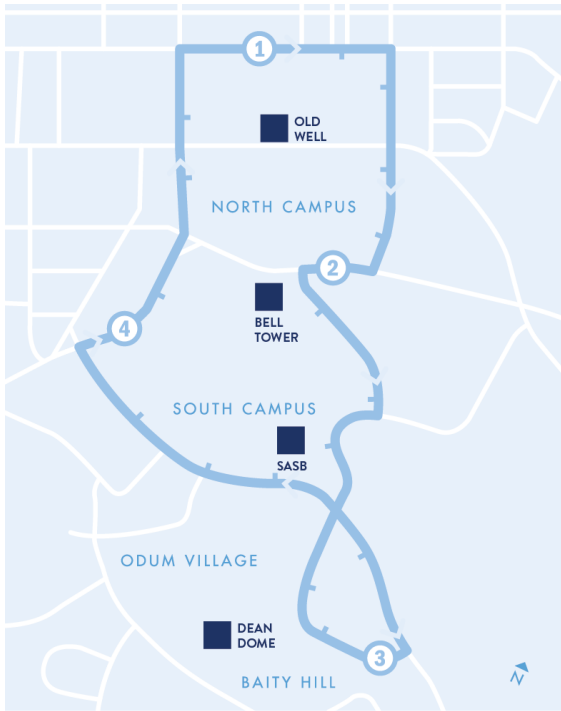 1
OLD
WELL
NORTH CAMPUS
2
BELL
TOWER
4
SOUTH CAMPUS
SASB
ODUM VILLAGE
DEAN
DOME
3
BAITY HILL
N